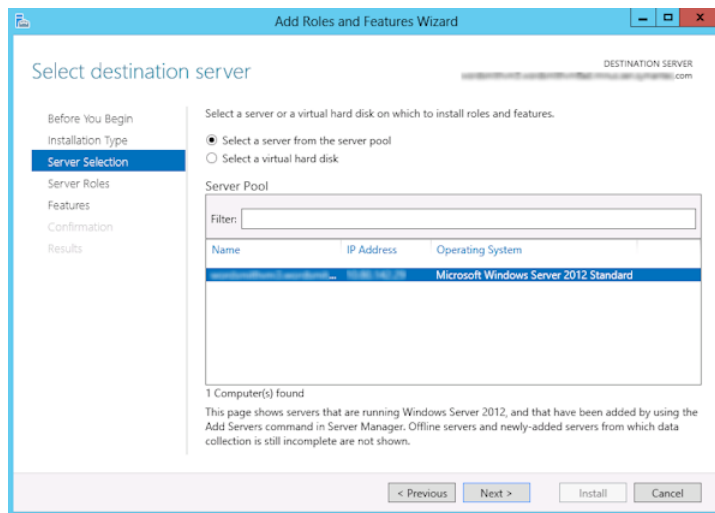 Add Roles and Features Wizard
Select destination server
DESTINATION SERVER
.com
Before You Begin
Installation Type
Server Selection
Server Roles
Features
Confirmation
Results
Select a server or a virtual hard disk on which to install roles and features.
Select a server from the server pool
Select a virtual hard disk
Server Pool
Filter:
Name IP Address Operating System
Microsoft Windows Server 2012 Standard
1 Computer(s) found
This page shows servers that are running Windows Server 2012, and that have been added by using the
Add Servers command in Server Manager. Offline servers and newly-added servers from which data
collection is still incomplete are not shown.
< Previous Next > Install Cancel